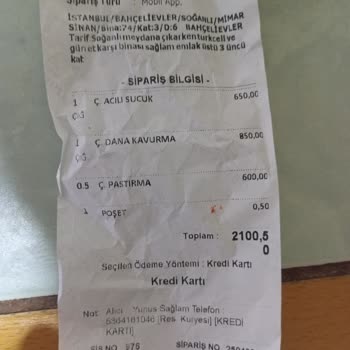 Sipariş Türü : Mobil App.
İSTANBUL/BAHÇELİEVLER/SOĞANLI/MİMAR
SİNAN/Bina:74/Kat:3/D:6 BAHÇELİEVLER
Tarif Soğanlı meydana çıkarken turkcell ve
günet karşı binası sağlam emlak üstü 3 üncü
kat
- SİPARİŞ BİLGİSİ -
1 Ç. ACILI SUCUK 650,00
1 Ç. DANA KAVURMA 850,00
0.5 Ç. PASTIRMA 600,00
1 POŞET 0,50
Toplam : 2100,5
0
Seçilen Ödeme Yöntemi : Kredi Kartı
Kredi Kartı
Not: Alıcı : Yunus Sağlam Telefon :
[Res. Kuryesi] [KREDİ
KARTI]
SİPARİŞ NO